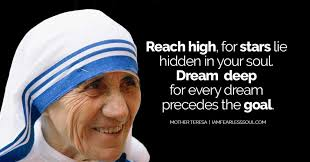 Reach high, for stars lie
hidden in your soul.
Dream deep
for every dream
precedes the goal.
MOTHER TERESA | IAMFEARLESSSOUL.COM